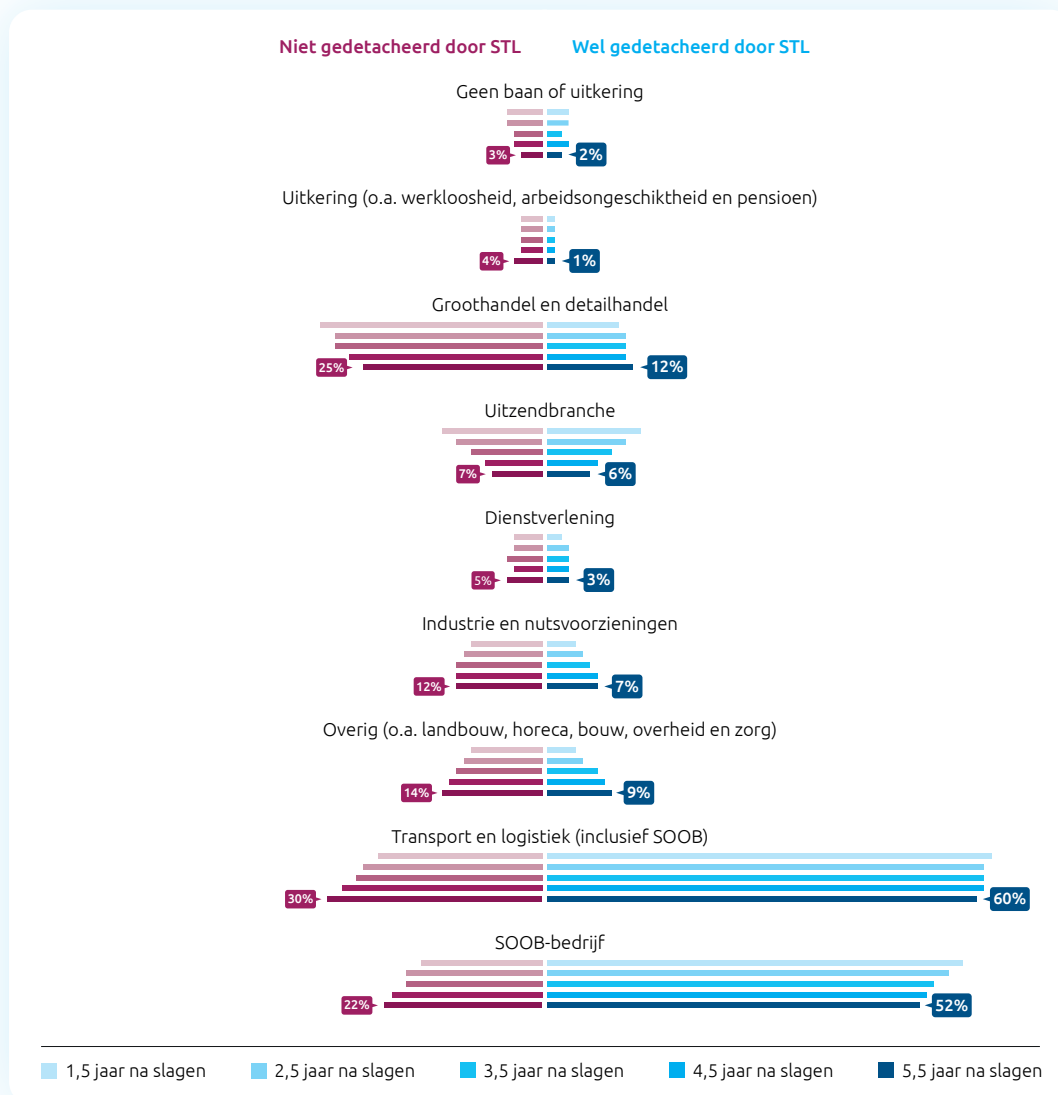 Niet gedetacheerd door STL Wel gedetacheerd door STL
Geen baan of uitkering
3% 2%
Uitkering (o.a. werkloosheid, arbeidsongeschiktheid en pensioen)
4% 1%
Groothandel en detailhandel
25% 12%
Uitzendbranche
7% 6%
Dienstverlening
5% 3%
Industrie en nutsvoorzieningen
12% 7%
Overig (o.a. landbouw, horeca, bouw, overheid en zorg)
14% 9%
Transport en logistiek (inclusief SOOB)
30% 60%
SOOB-bedrijf
22% 52%
1,5 jaar na slagen 2,5 jaar na slagen 3,5 jaar na slagen 4,5 jaar na slagen 5,5 jaar na slagen